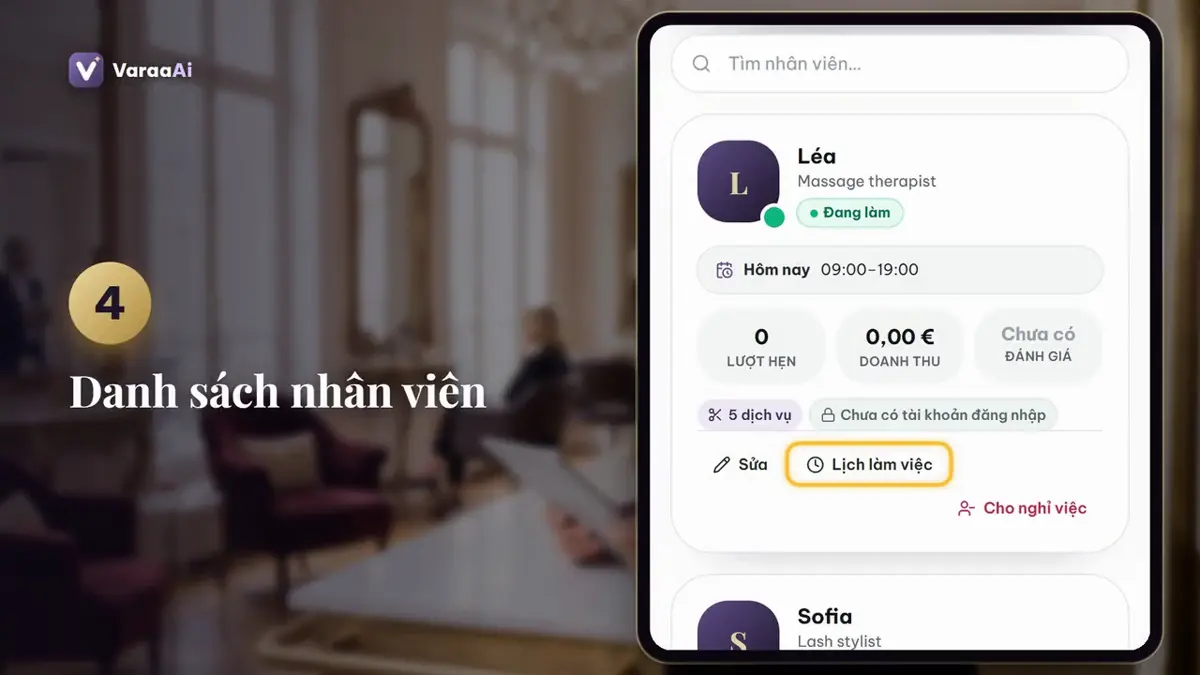 VaraaAi
4
Danh sách nhân viên
Tìm nhân viên...
L
Léa
Massage therapist
Đang làm
Hôm nay 09:00–19:00
0
LƯỢT HẸN
0,00 €
DOANH THU
Chưa có
ĐÁNH GIÁ
5 dịch vụ
Chưa có tài khoản đăng nhập
Sửa
Lịch làm việc
Cho nghỉ việc
S
Sofia
Lash stylist